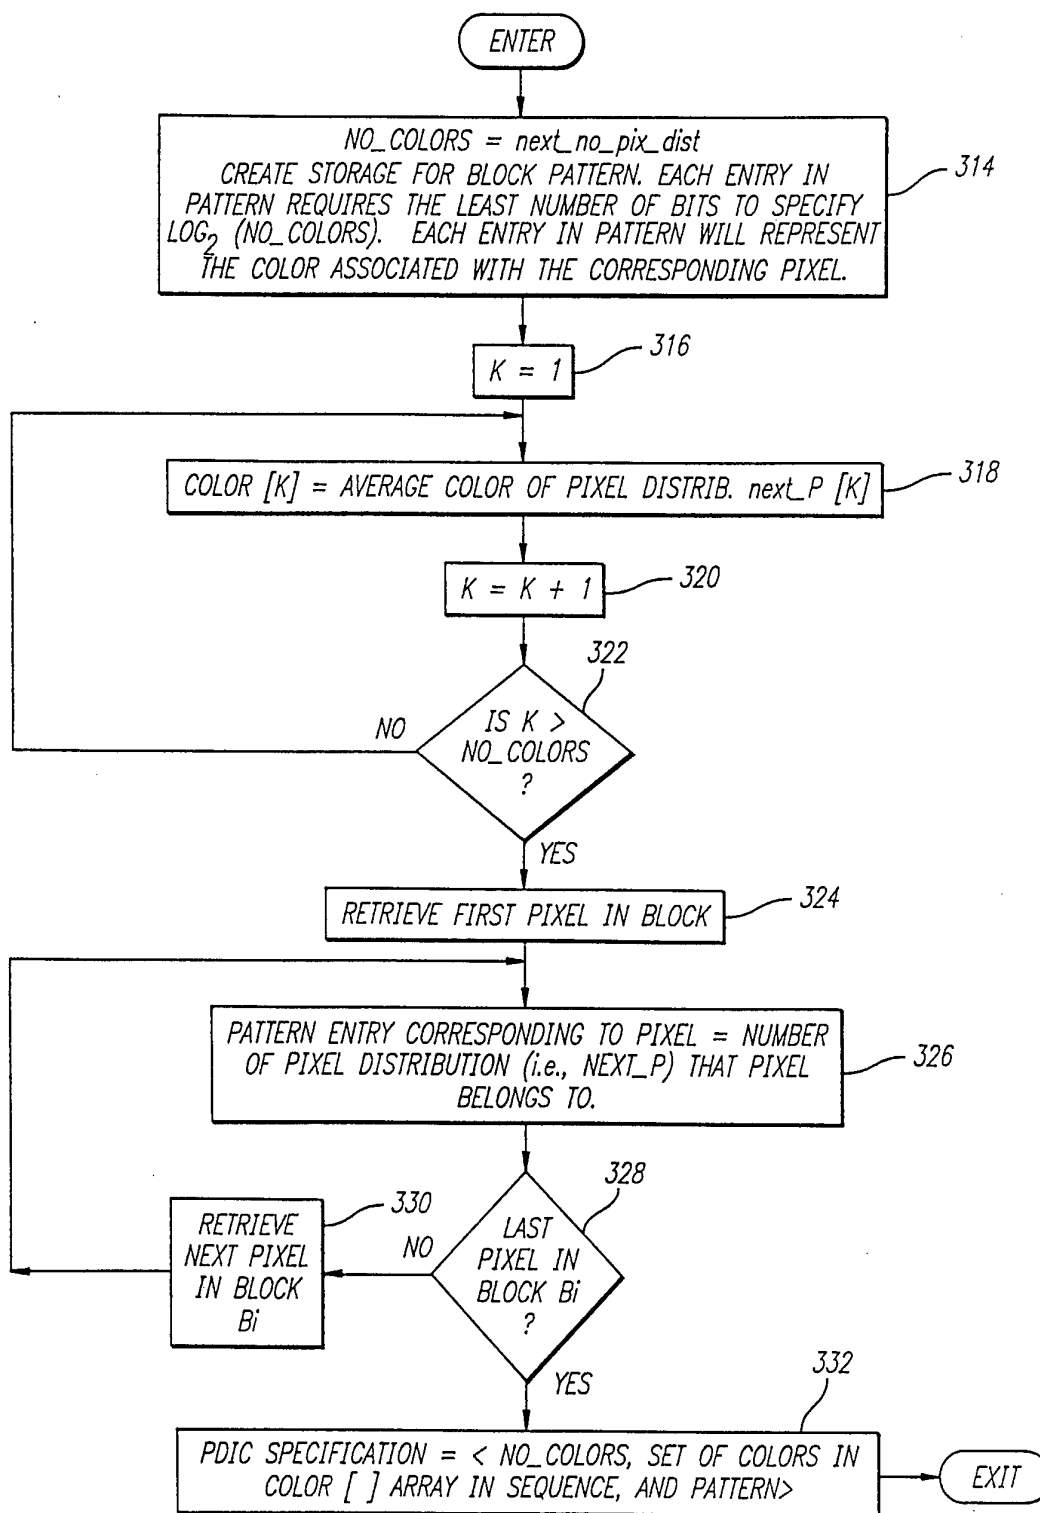 ENTER
NO_COLORS = next_no_pix_dist
CREATE STORAGE FOR BLOCK PATTERN. EACH ENTRY IN
PATTERN REQUIRES THE LEAST NUMBER OF BITS TO SPECIFY
LOG2 (NO_COLORS). EACH ENTRY IN PATTERN WILL REPRESENT
THE COLOR ASSOCIATED WITH THE CORRESPONDING PIXEL.
314
K = 1
316
COLOR [K] = AVERAGE COLOR OF PIXEL DISTRIB. next_P [K]
318
K = K + 1
320
322
IS K >
NO_COLORS
?
NO
YES
RETRIEVE FIRST PIXEL IN BLOCK
324
PATTERN ENTRY CORRESPONDING TO PIXEL = NUMBER
OF PIXEL DISTRIBUTION (i.e., NEXT_P) THAT PIXEL
BELONGS TO.
326
328
LAST
PIXEL IN
BLOCK Bi
?
NO
330
RETRIEVE
NEXT PIXEL
IN BLOCK
Bi
YES
332
PDIC SPECIFICATION = < NO_COLORS, SET OF COLORS IN
COLOR [ ] ARRAY IN SEQUENCE, AND PATTERN>
EXIT